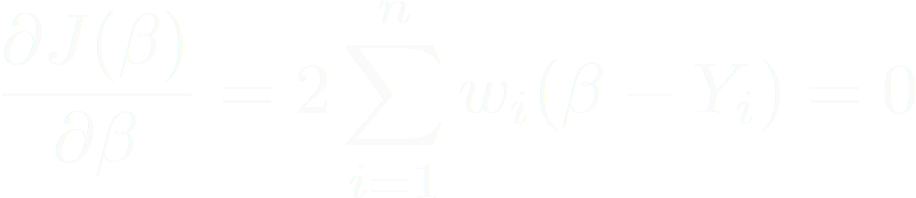 ∂J(β)/∂β = 2 ∑_{i=1}^{n} w_i(β − Y_i) = 0